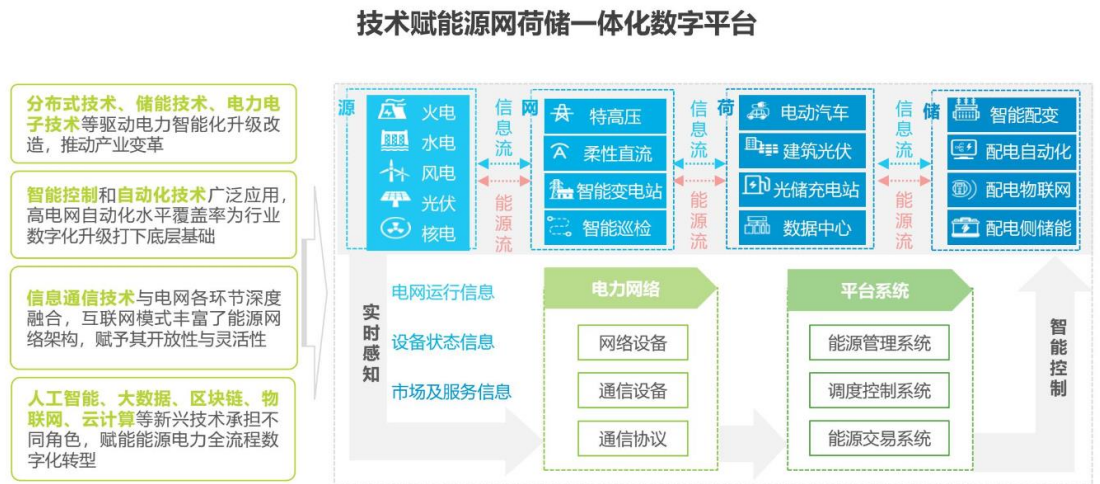 技术赋能源网荷储一体化数字平台
分布式技术、储能技术、电力电
子技术等驱动电力智能化升级改
造，推动产业变革
智能控制和自动化技术广泛应用，
高电网自动化水平覆盖率为行业
数字化升级打下底层基础
信息通信技术与电网各环节深度
融合，互联网模式丰富了能源网
络架构，赋予其开放性与灵活性
人工智能、大数据、区块链、物
联网、云计算等新兴技术承担不
同角色，赋能能源电力全流程数
字化转型
源
火电
水电
风电
光伏
核电
信息流
能源流
网
特高压
柔性直流
智能变电站
智能巡检
信息流
能源流
荷
电动汽车
建筑光伏
光储充电站
数据中心
信息流
能源流
储
智能配变
配电自动化
配电物联网
配电侧储能
实时感知
电网运行信息
设备状态信息
市场及服务信息
电力网络
网络设备
通信设备
通信协议
平台系统
能源管理系统
调度控制系统
能源交易系统
智能控制